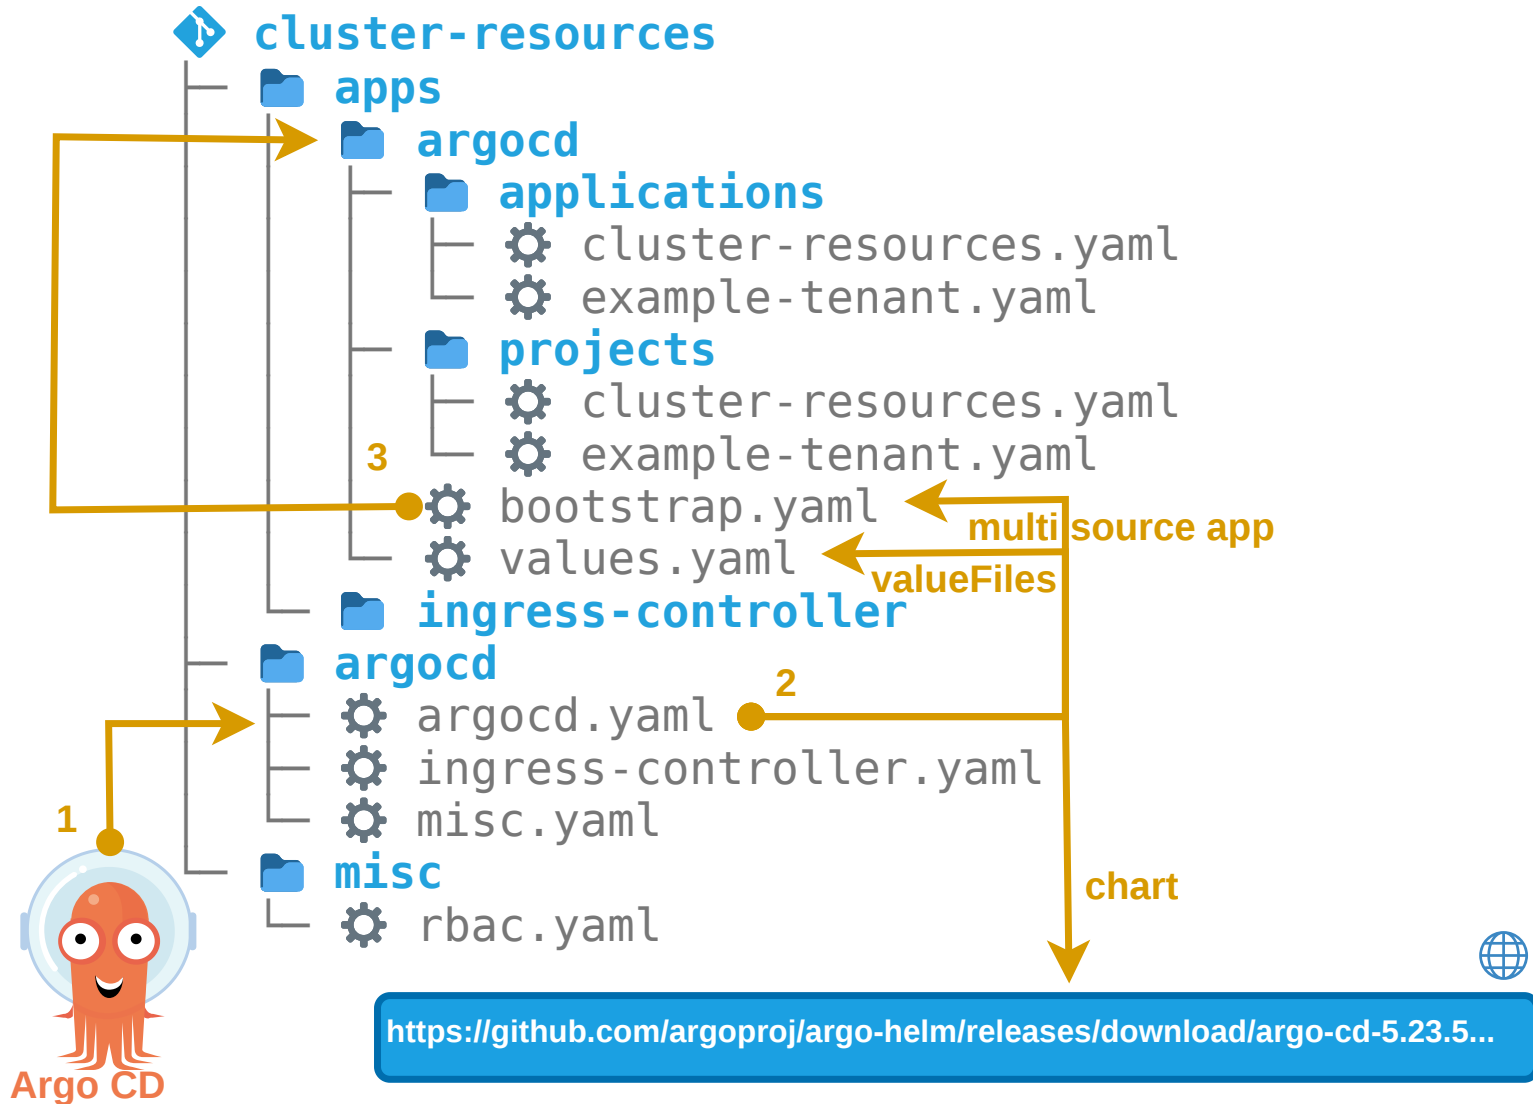 cluster-resources
apps
argocd
applications
cluster-resources.yaml
example-tenant.yaml
projects
cluster-resources.yaml
example-tenant.yaml
3
bootstrap.yaml
multi source app
values.yaml
valueFiles
ingress-controller
argocd
2
argocd.yaml
ingress-controller.yaml
1
misc.yaml
misc
chart
rbac.yaml
https://github.com/argoproj/argo-helm/releases/download/argo-cd-5.23.5...
Argo CD